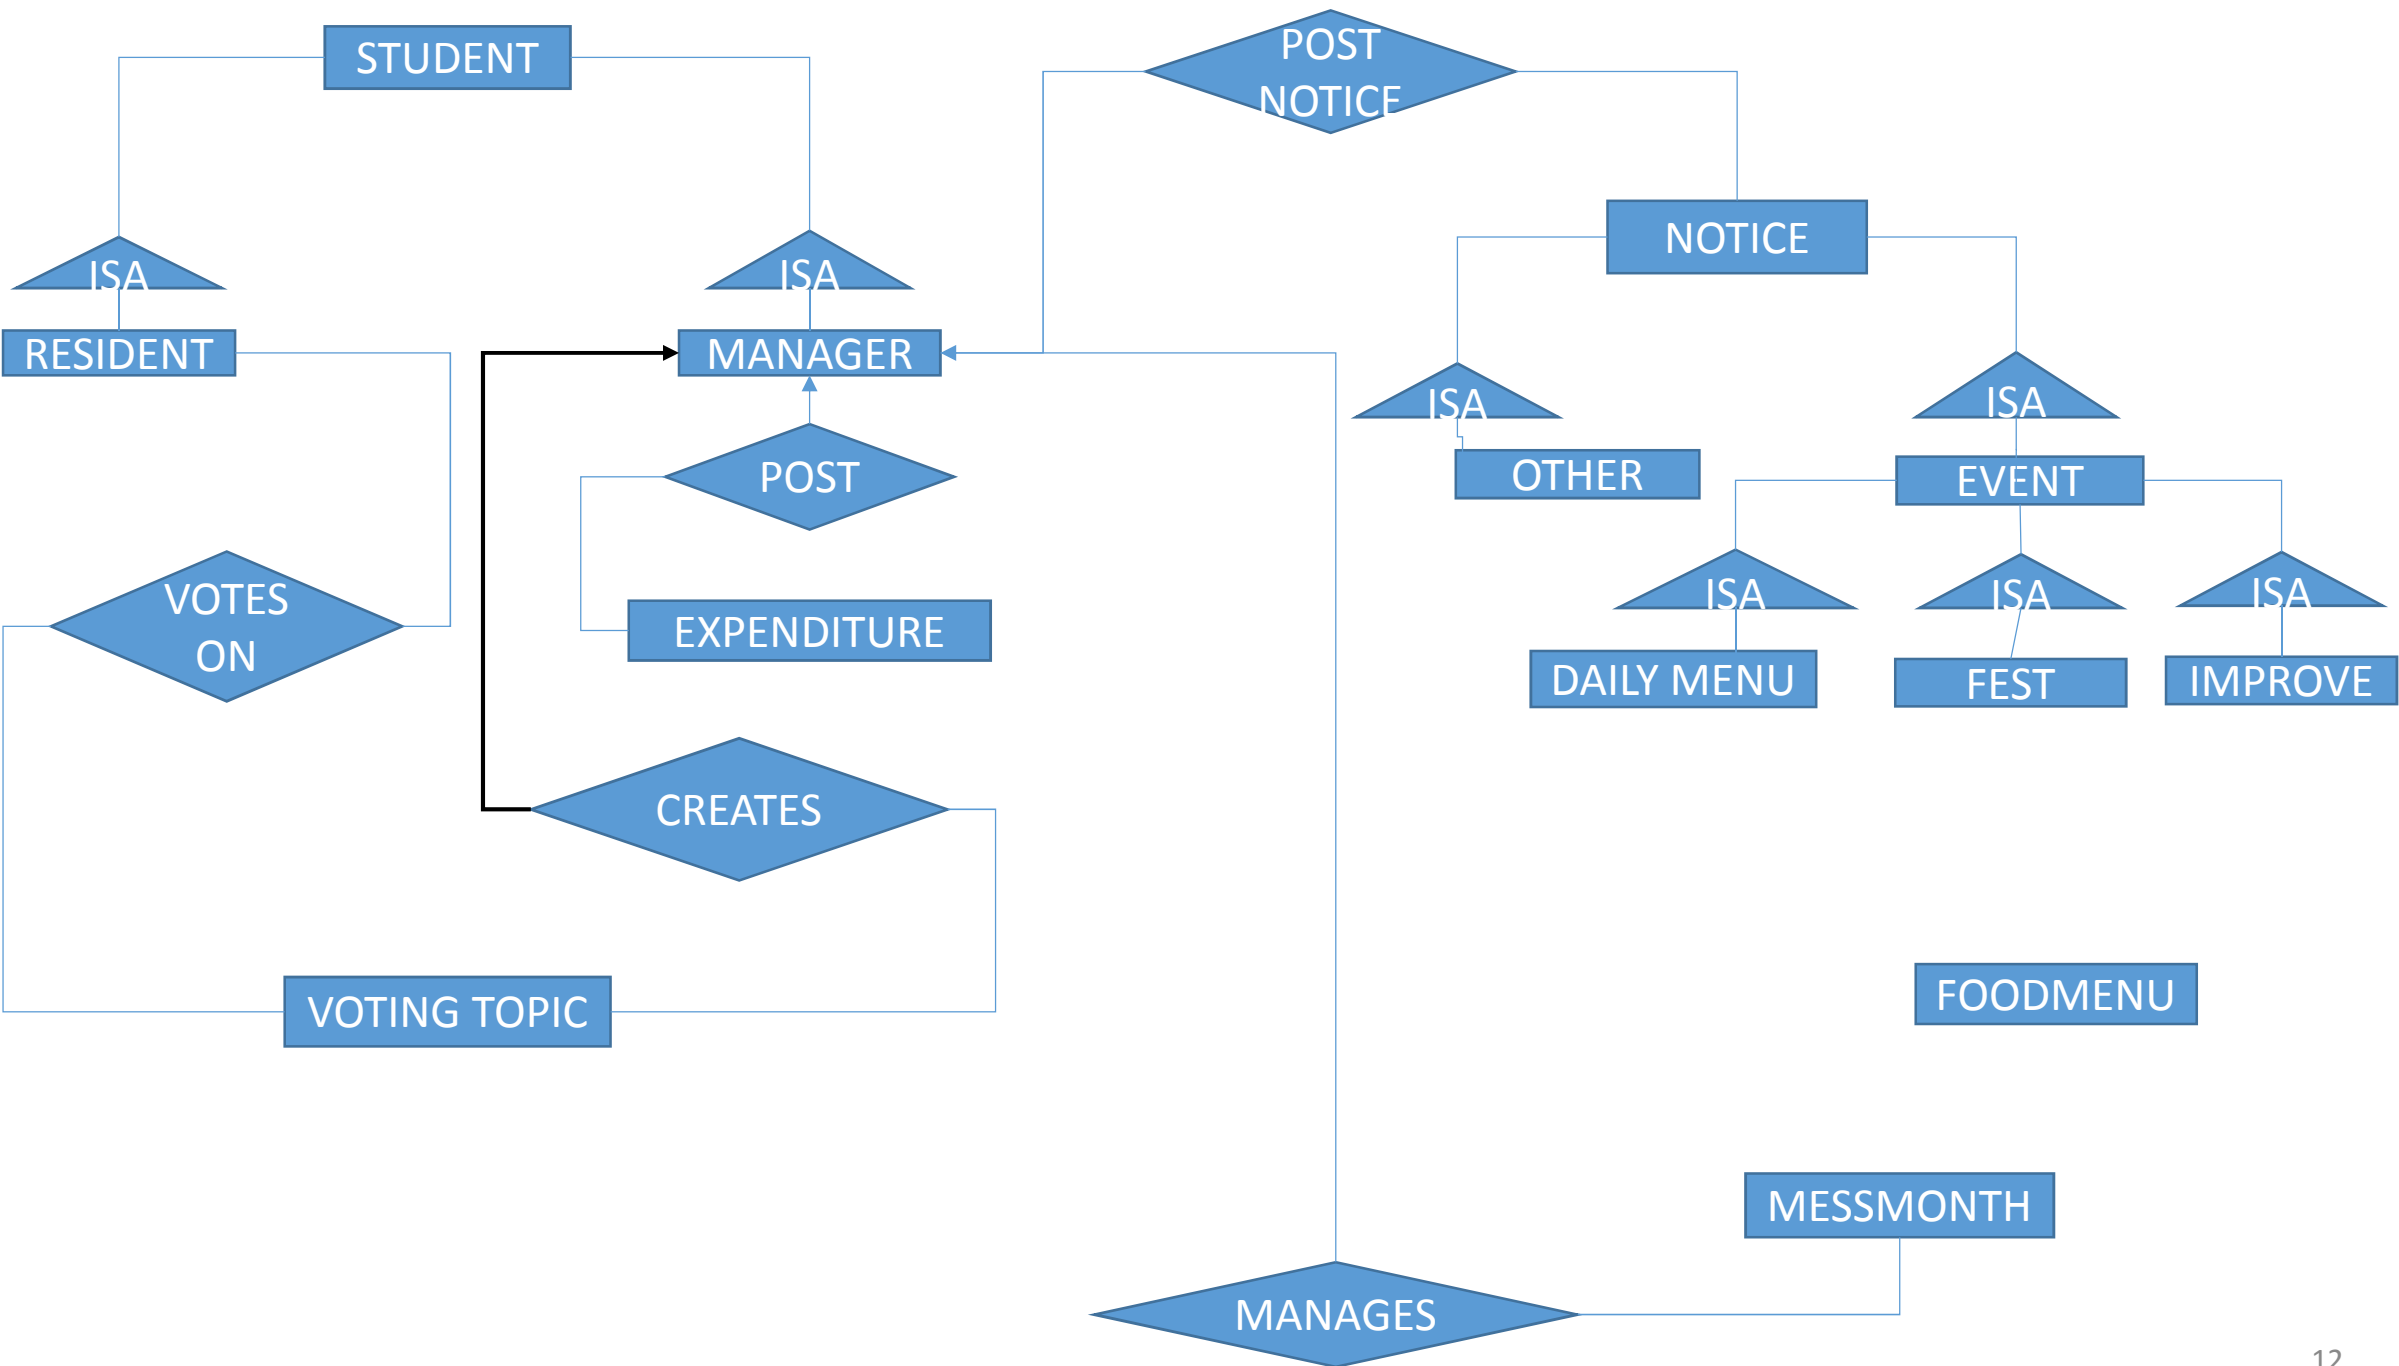 STUDENT
POST
NOTICE
NOTICE
ISA
ISA
RESIDENT
MANAGER
ISA
ISA
OTHER
EVENT
POST
VOTES
ON
EXPENDITURE
ISA
ISA
ISA
DAILY MENU
FEST
IMPROVE
CREATES
VOTING TOPIC
FOODMENU
MESSMONTH
MANAGES
12